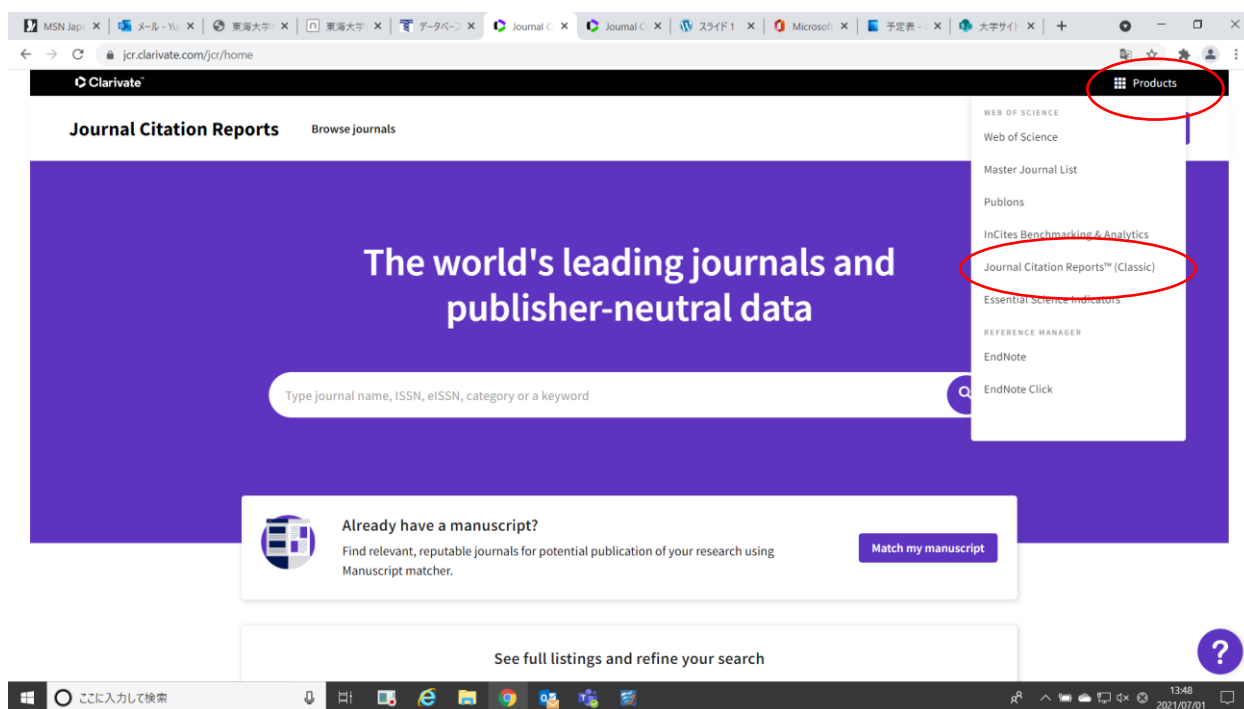 MSN Jap
メール - Yu
東海大学
東海大学
データベース
Journal C
Journal C
スライド 1
Microsoft
予定表 -
大学サイト
jcr.clarivate.com/jcr/home
Clarivate™
Products
Journal Citation Reports
Browse journals
WEB OF SCIENCE
Web of Science
Master Journal List
Publons
InCites Benchmarking & Analytics
Journal Citation Reports™ (Classic)
Essential Science Indicators
REFERENCE MANAGER
EndNote
EndNote Click
The world's leading journals and
publisher-neutral data
Type journal name, ISSN, eISSN, category or a keyword
Already have a manuscript?
Find relevant, reputable journals for potential publication of your research using
Manuscript matcher.
Match my manuscript
See full listings and refine your search
?
ここに入力して検索
13:48
2021/07/01